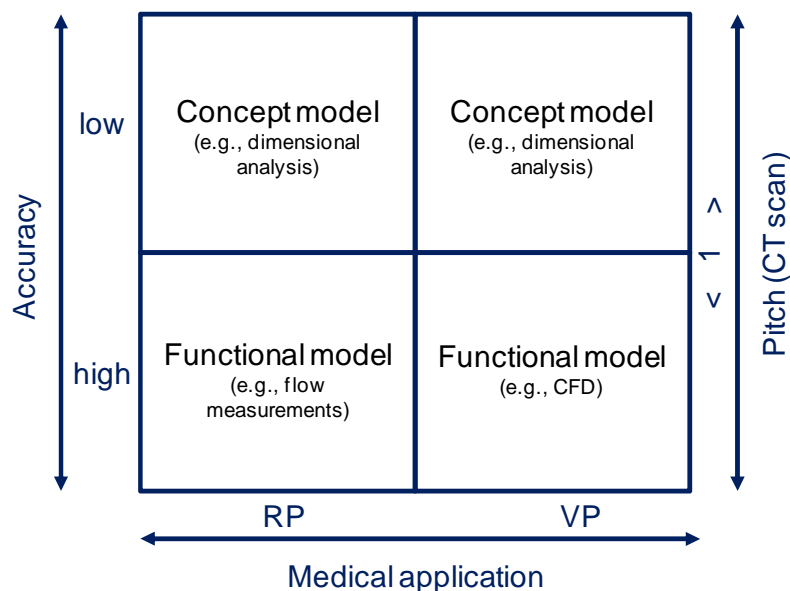 low
Concept model
(e.g., dimensional
analysis)
Concept model
(e.g., dimensional
analysis)
Accuracy
< 1 >
Pitch (CT scan)
high
Functional model
(e.g., flow
measurements)
Functional model
(e.g., CFD)
RP
VP
Medical application